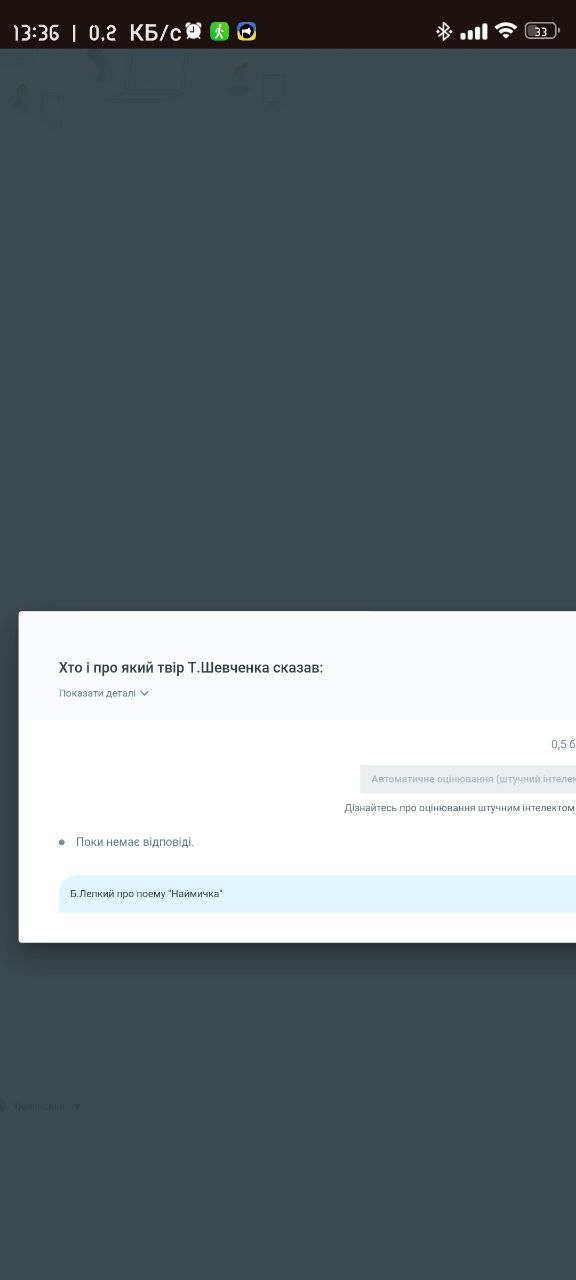 13:36 | 0.2 КБ/с
33
Хто і про який твір Т.Шевченка сказав:
Показати деталі
0,5 б
Автоматичне оцінювання (штучний інтелек
Дізнайтесь про оцінювання штучним інтелектом
Поки немає відповіді.
Б.Лепкий про поему "Наймичка"
Українська